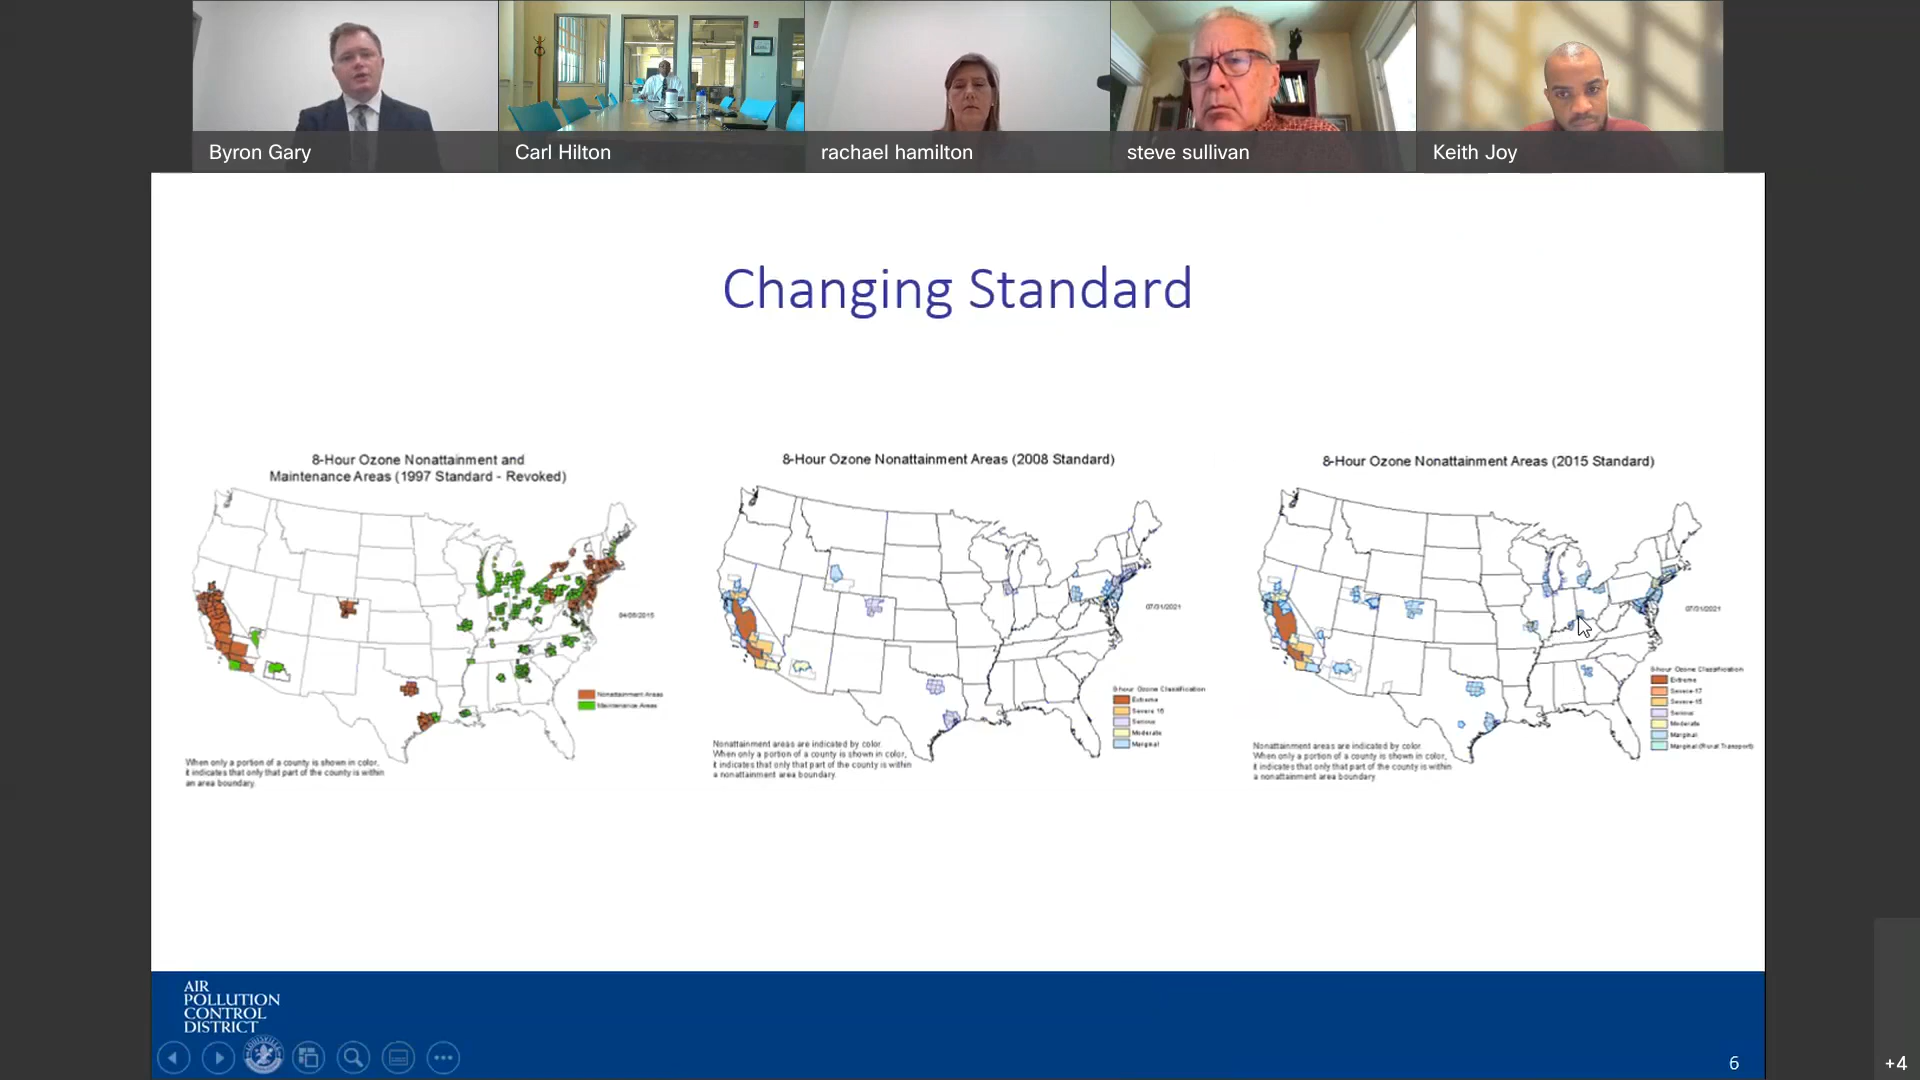 Byron Gary
Carl Hilton
rachael hamilton
steve sullivan
Keith Joy
Changing Standard
8-Hour Ozone Nonattainment and
Maintenance Areas (1997 Standard - Revoked)
Nonattainment Areas
Maintenance Areas
When only a portion of a county is shown in color,
it indicates that only that part of the county is within
an area boundary.
8-Hour Ozone Nonattainment Areas (2008 Standard)
07/31/2021
8-hour Ozone Classification
Extreme
Severe 15
Serious
Moderate
Marginal
Nonattainment areas are indicated by color.
When only a portion of a county is shown in color,
it indicates that only that part of the county is within
a nonattainment area boundary.
8-Hour Ozone Nonattainment Areas (2015 Standard)
07/31/2021
8-hour Ozone Classification
Extreme
Severe-17
Severe-15
Serious
Moderate
Marginal
Marginal (Rural Transport)
Nonattainment areas are indicated by color.
When only a portion of a county is shown in color,
it indicates that only that part of the county is within
a nonattainment area boundary
AIR
POLLUTION
CONTROL
DISTRICT
6
+4